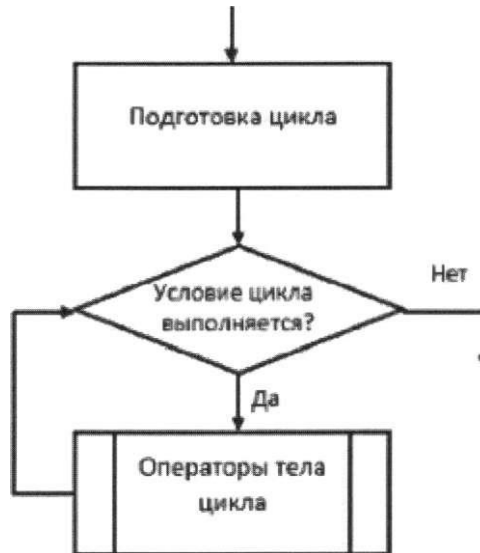 Подготовка цикла
Условие цикла
выполняется?
Нет
Да
Операторы тела
цикла